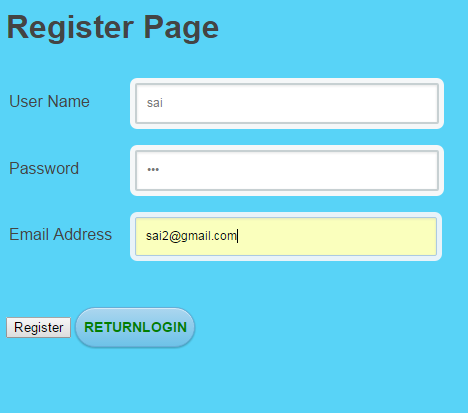 Register Page
User Name sai
Password •••
Email Address sai2@gmail.com
Register RETURNLOGIN